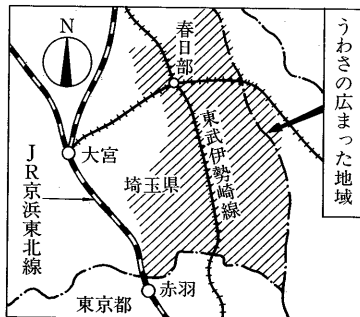 N
春日部
うわさの広まった地域
東武伊勢崎線
大宮
埼玉県
JR京浜東北線
赤羽
東京都